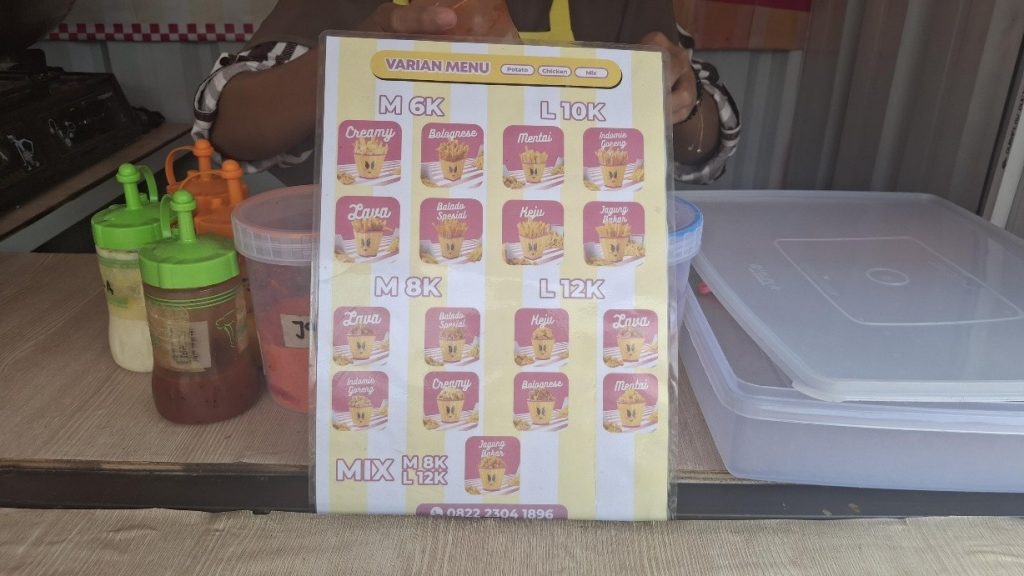 VARIAN MENU Potato Chicken Mix
M 6K L 10K
Creamy Bolognese Mentai Indomie Goreng
Lava Balado Spesial Keju Jagung Bakar
M 8K L 12K
Lava Balado Spesial Keju Lava
Indomie Goreng Creamy Bolognese Mentai
Jagung Bakar
MIX M 8K
L 12K
0822 2304 1896